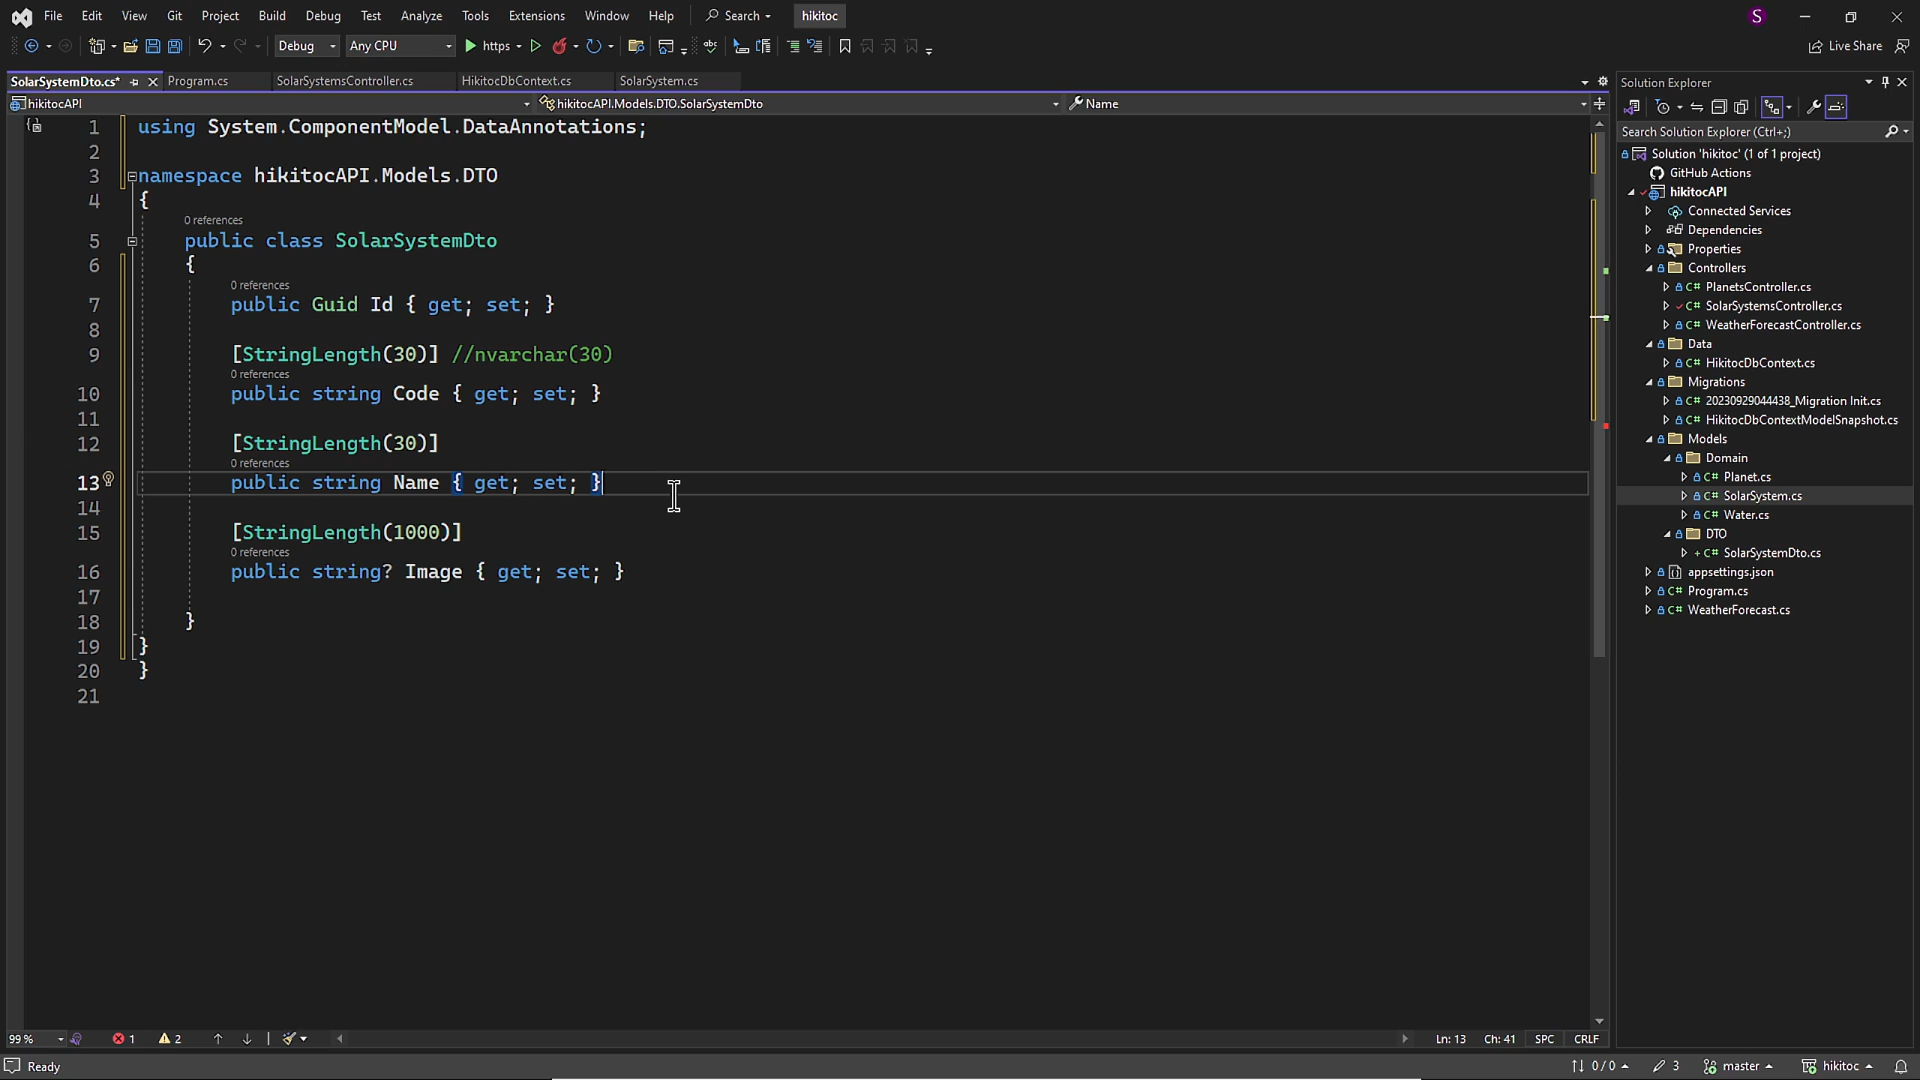 File Edit View Git Project Build Debug Test Analyze Tools Extensions Window Help Search hikitoc S
Debug Any CPU https Live Share
SolarSystemDto.cs* Program.cs SolarSystemsController.cs HikitocDbContext.cs SolarSystem.cs
hikitocAPI hikitocAPI.Models.DTO.SolarSystemDto Name
1 using System.ComponentModel.DataAnnotations;
2
3 namespace hikitocAPI.Models.DTO
4 {
0 references
5 public class SolarSystemDto
6 {
0 references
7 public Guid Id { get; set; }
8
9 [StringLength(30)] //nvarchar(30)
0 references
10 public string Code { get; set; }
11
12 [StringLength(30)]
0 references
13 public string Name { get; set; }
14
15 [StringLength(1000)]
0 references
16 public string? Image { get; set; }
17
18 }
19 }
20 }
21
Solution Explorer
Search Solution Explorer (Ctrl+;)
Solution 'hikitoc' (1 of 1 project)
GitHub Actions
hikitocAPI
Connected Services
Dependencies
Properties
Controllers
C# PlanetsController.cs
C# SolarSystemsController.cs
C# WeatherForecastController.cs
Data
C# HikitocDbContext.cs
Migrations
C# 20230929044438_Migration Init.cs
C# HikitocDbContextModelSnapshot.cs
Models
Domain
C# Planet.cs
C# SolarSystem.cs
C# Water.cs
DTO
+ C# SolarSystemDto.cs
appsettings.json
C# Program.cs
C# WeatherForecast.cs
99 % 1 2 Ln: 13 Ch: 41 SPC CRLF
Ready 0 / 0 3 master hikitoc